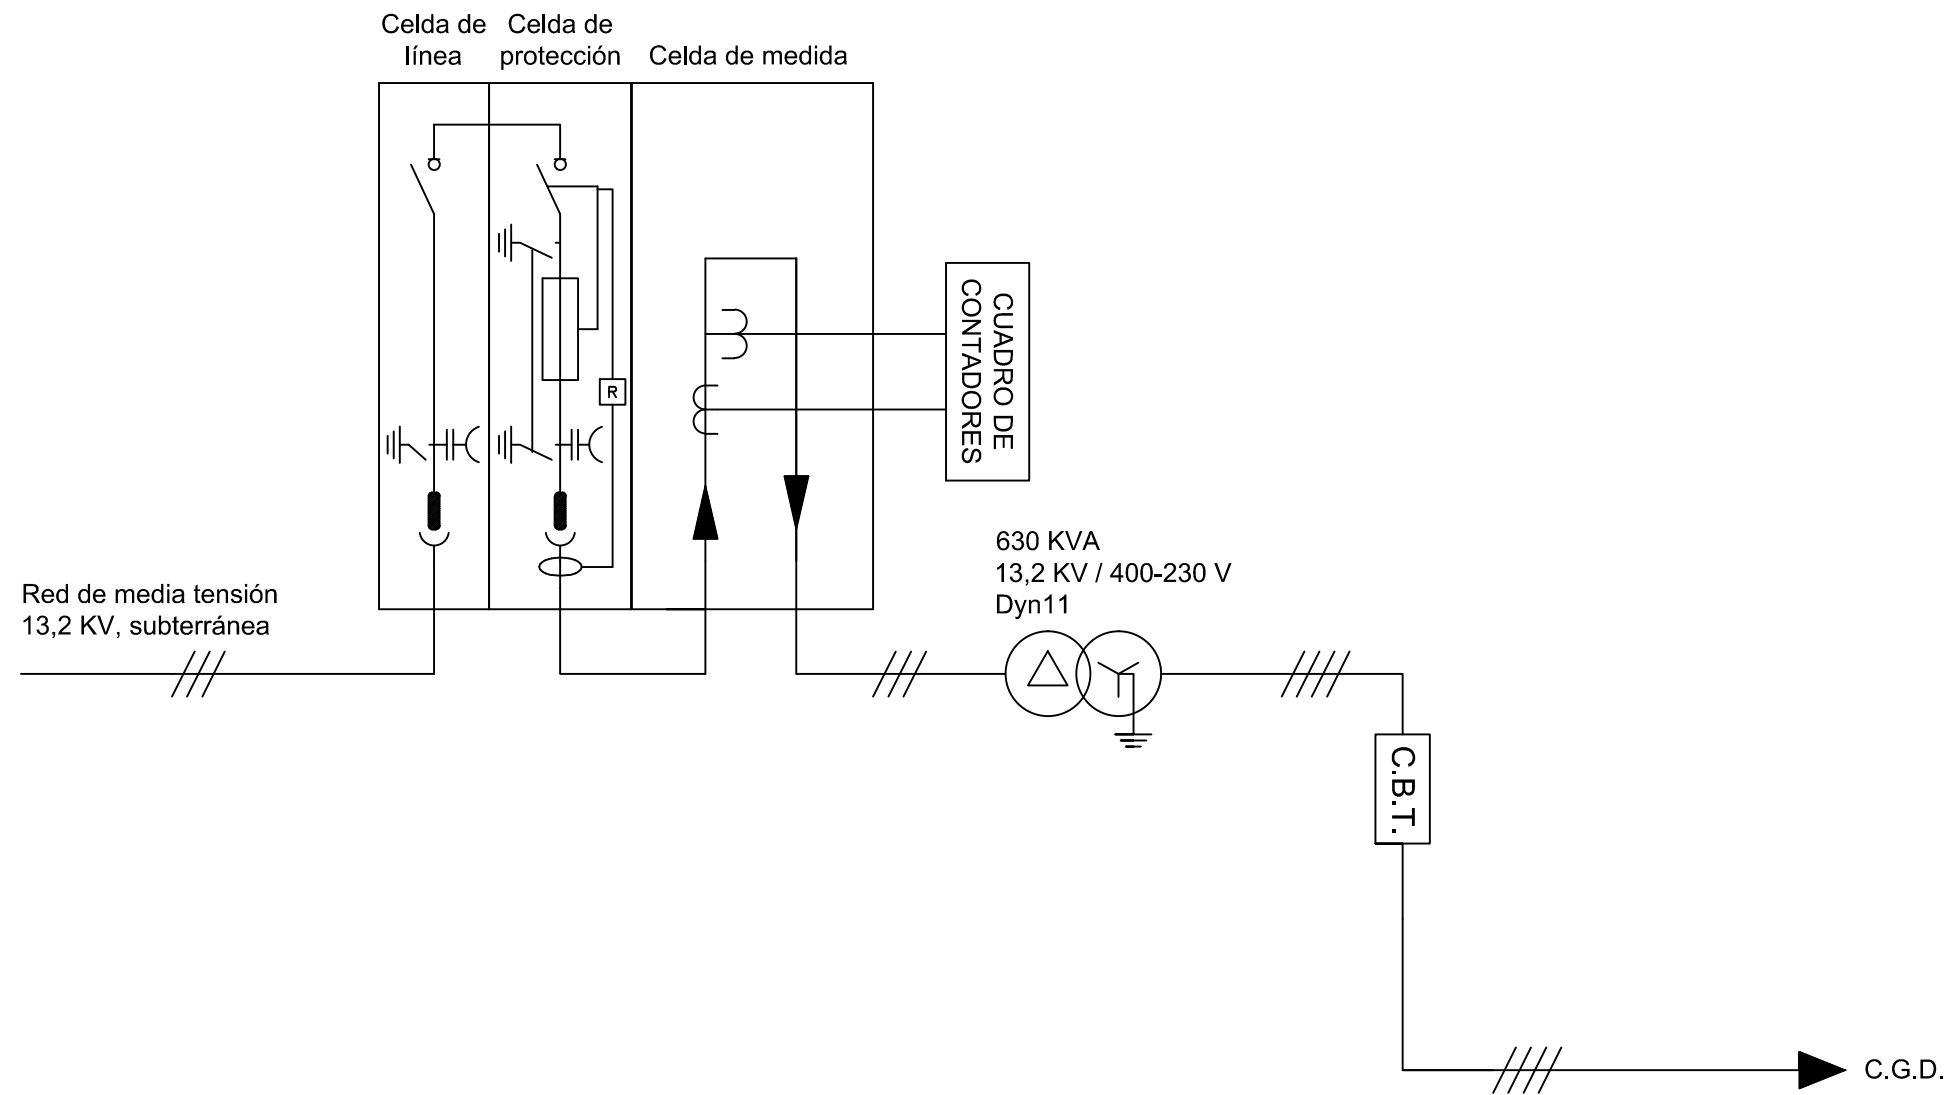 Celda de
línea
Celda de
protección
Celda de medida
R
CUADRO DE
CONTADORES
630 KVA
13,2 KV / 400-230 V
Dyn11
Red de media tensión
13,2 KV, subterránea
C.B.T.
C.G.D.